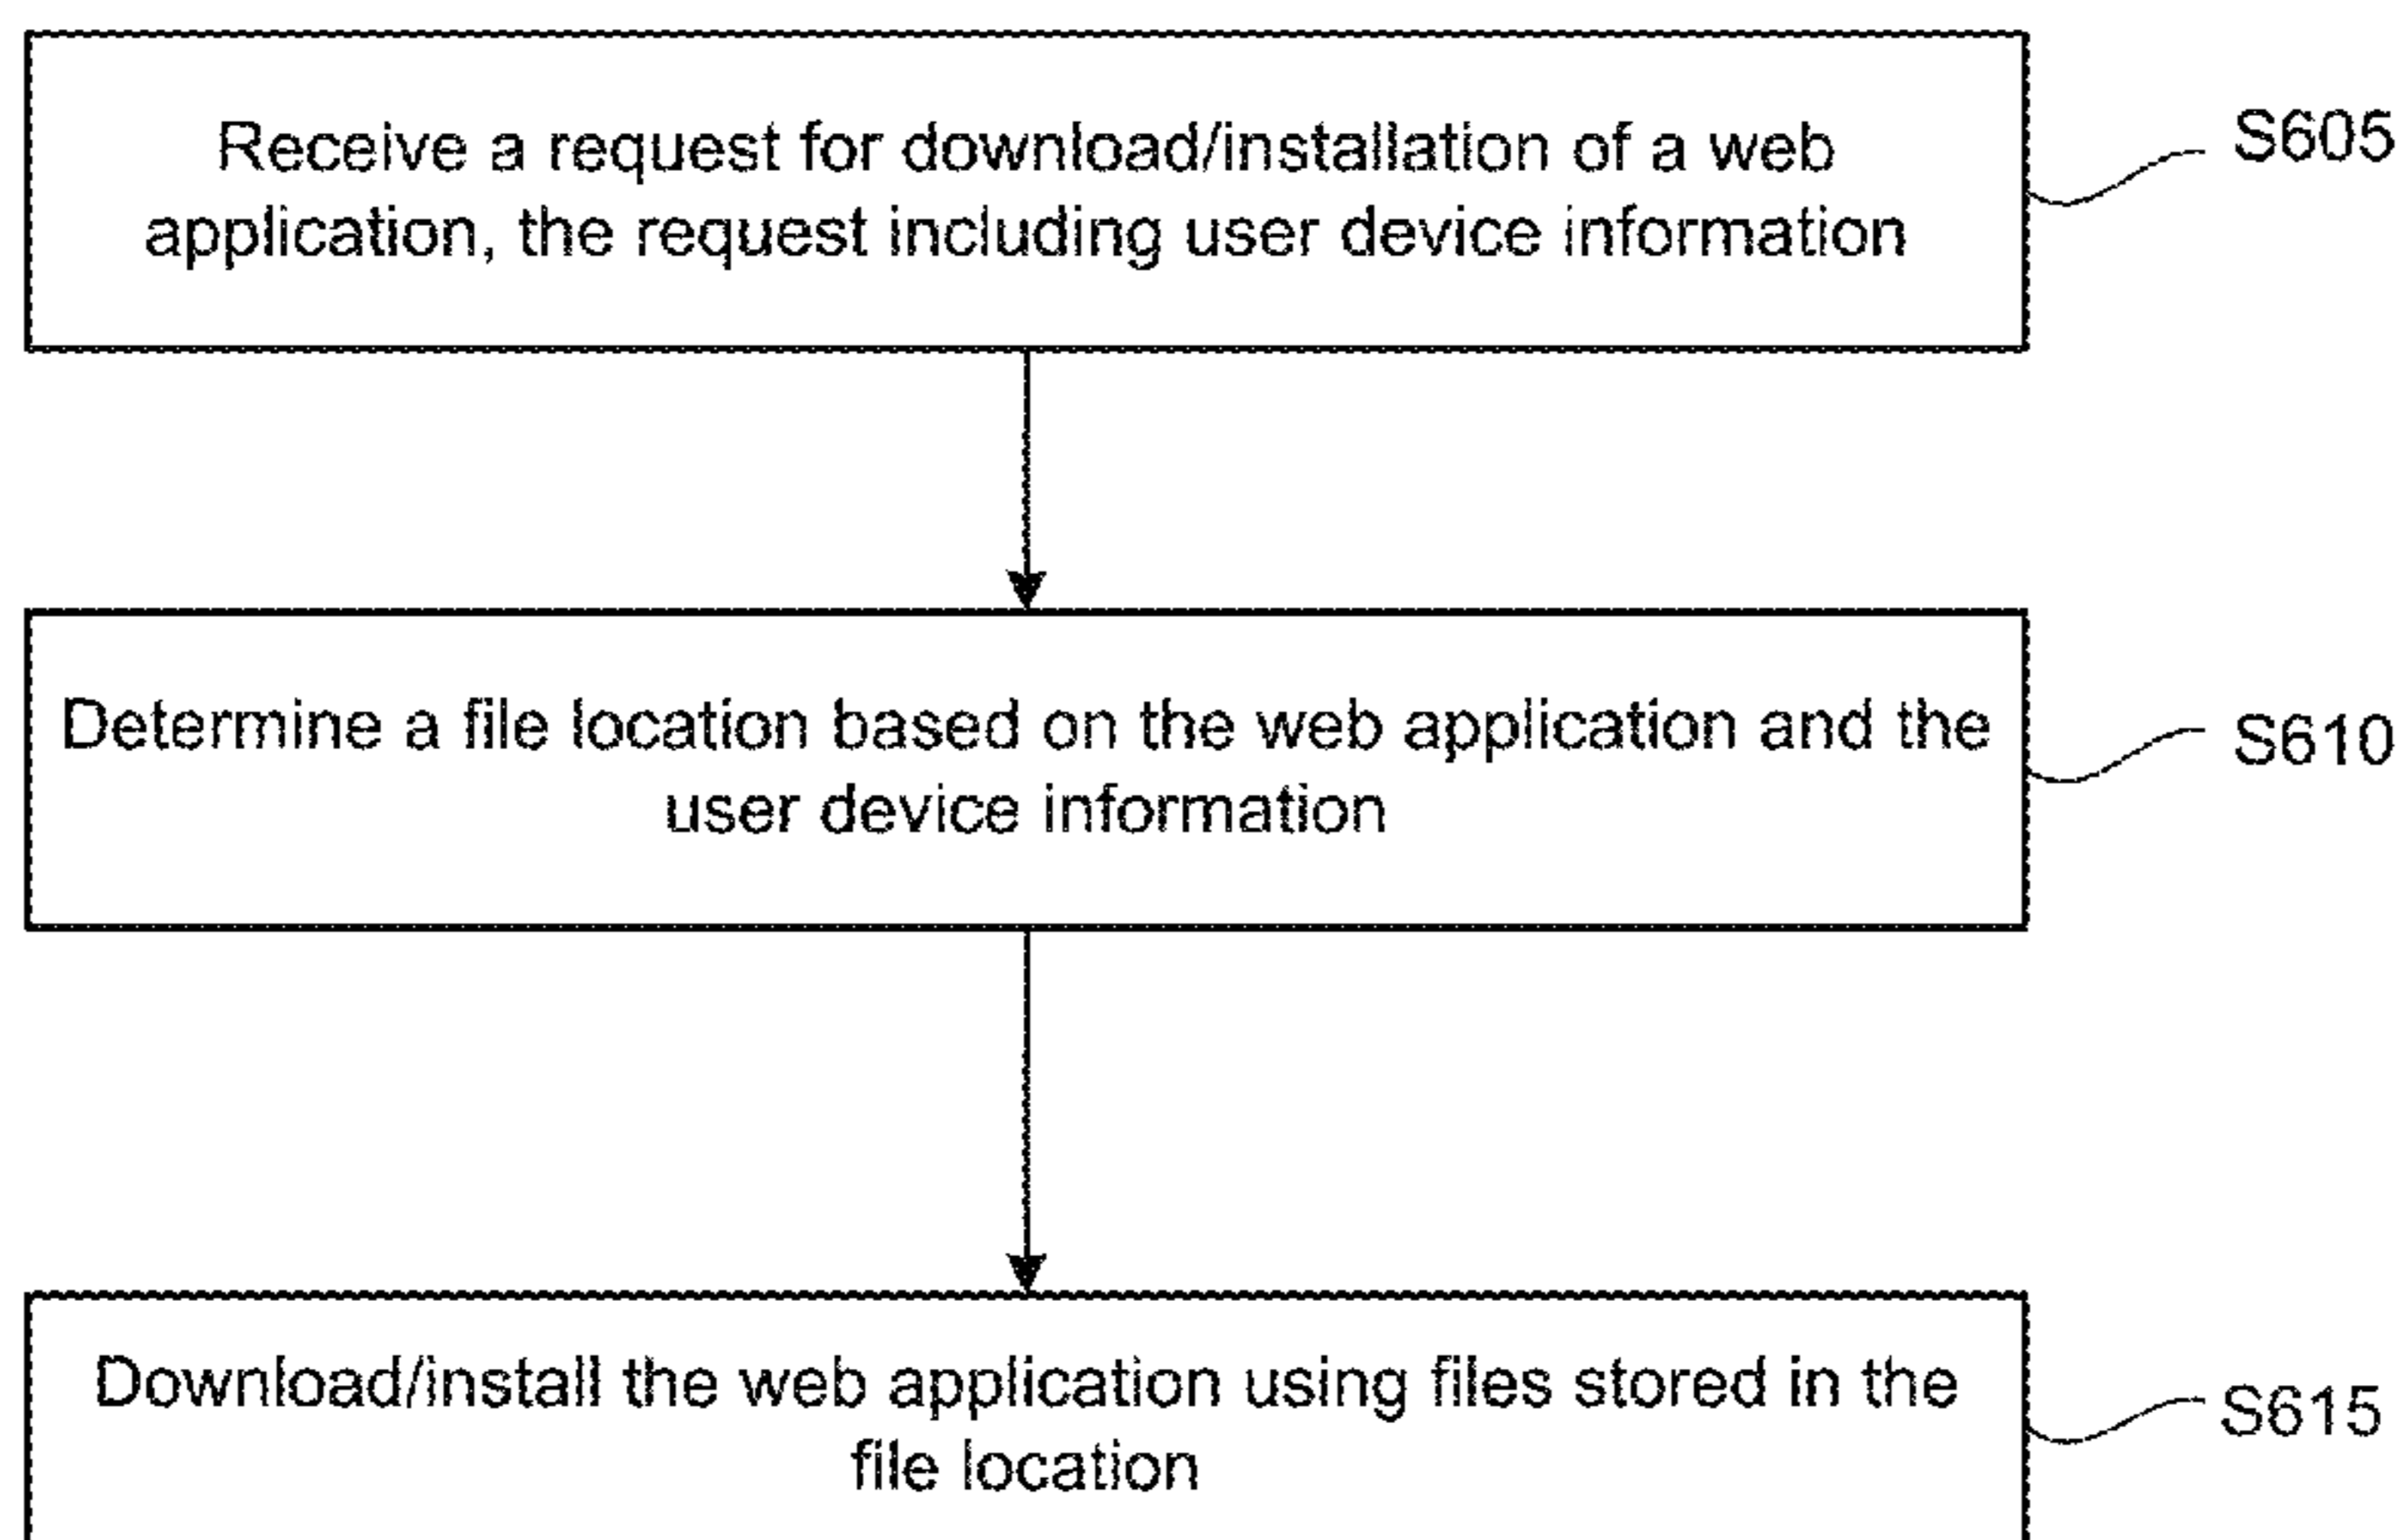 Receive a request for download/installation of a web
application, the request including user device information
S605
Determine a file location based on the web application and the
user device information
S610
Download/install the web application using files stored in the
file location
S615